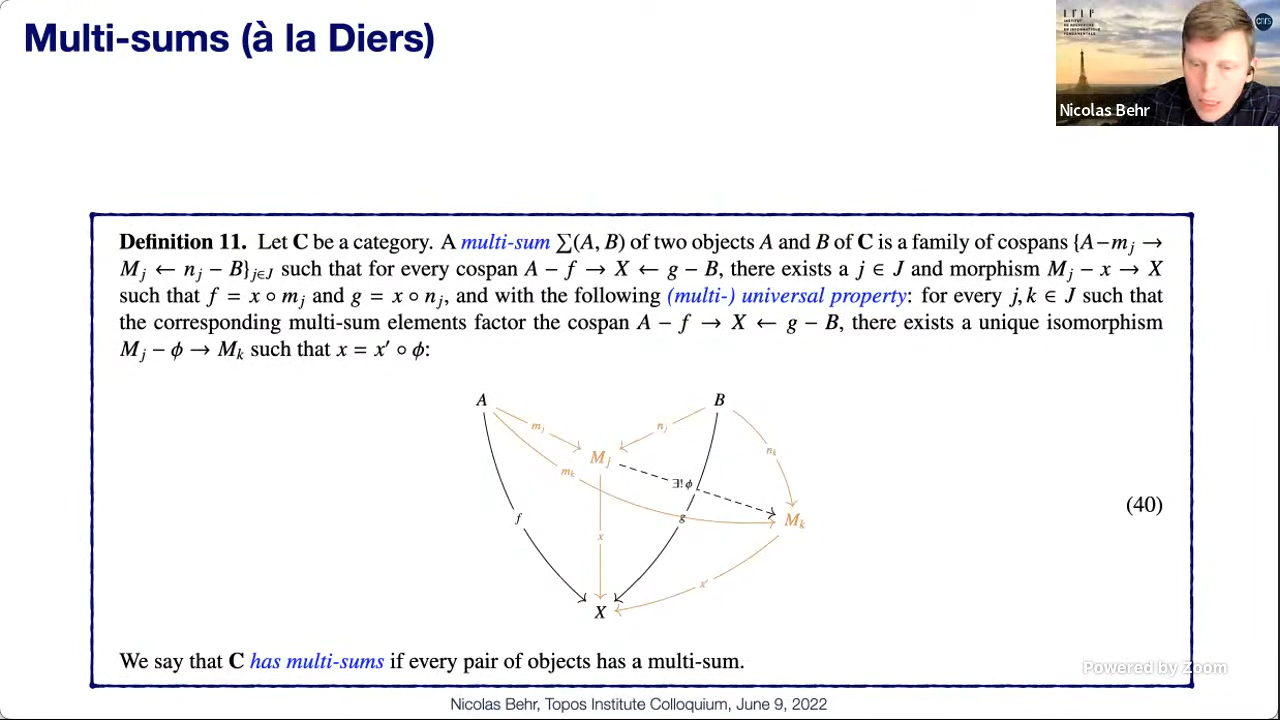 Multi-sums (à la Diers)
Nicolas Behr
cnrs
Definition 11. Let C be a category. A multi-sum ∑(A, B) of two objects A and B of C is a family of cospans {A−m_j →
M_j ← n_j − B}_{j∈J} such that for every cospan A − f → X ← g − B, there exists a j ∈ J and morphism M_j − x → X
such that f = x ∘ m_j and g = x ∘ n_j, and with the following (multi-) universal property: for every j, k ∈ J such that
the corresponding multi-sum elements factor the cospan A − f → X ← g − B, there exists a unique isomorphism
M_j − ϕ → M_k such that x = x′ ∘ ϕ:
A
B
m_j
n_j
n_k
M_j
m_k
∃!ϕ
f
g
M_k
x
x′
X
(40)
We say that C has multi-sums if every pair of objects has a multi-sum.
Powered by Zoom
Nicolas Behr, Topos Institute Colloquium, June 9, 2022